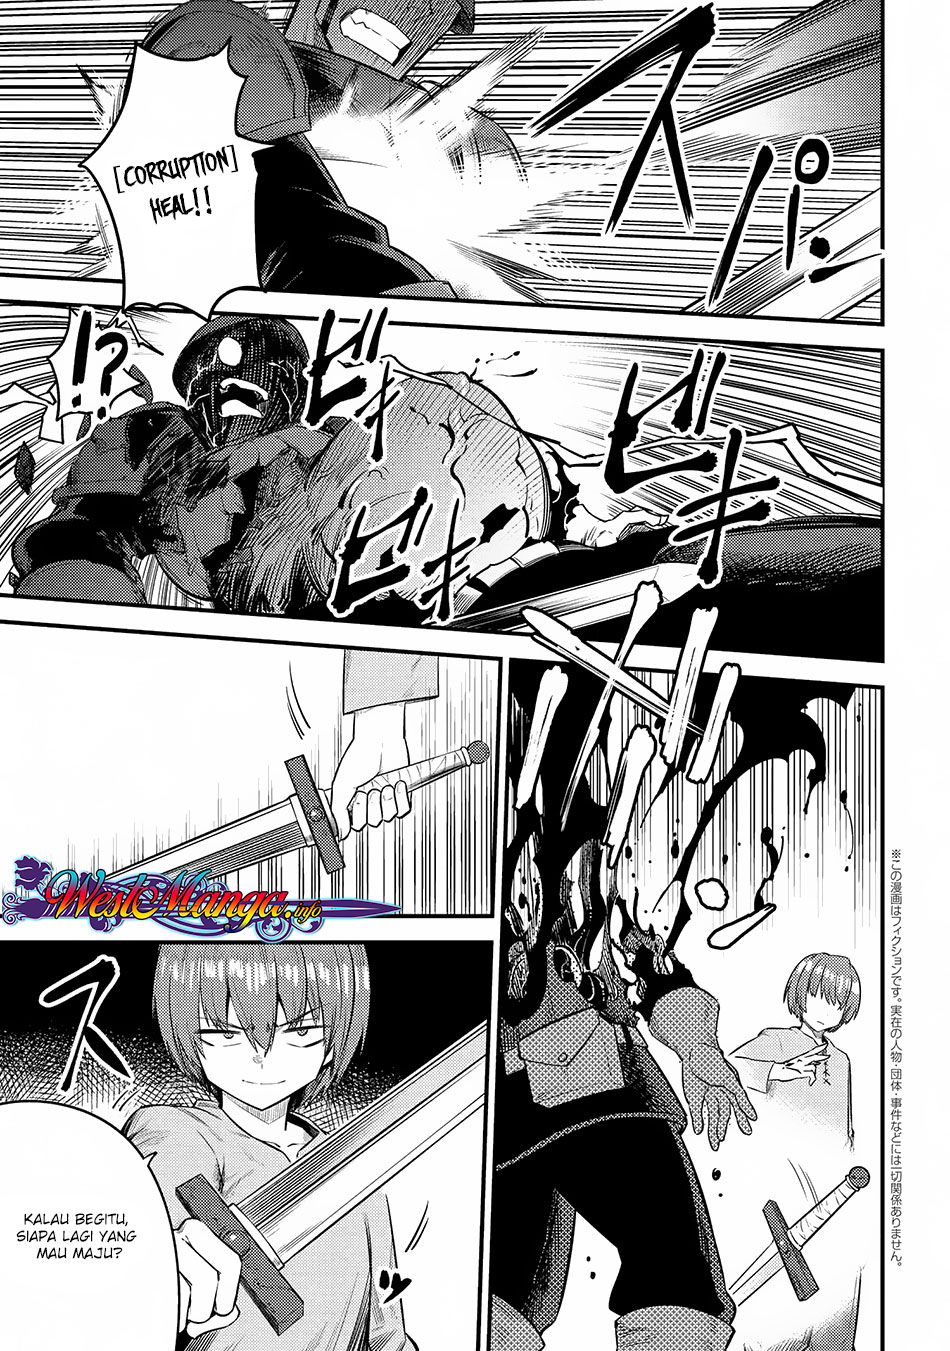 [CORRUPTION]
HEAL!!
スパパン
!?
ビキ
ビキ
ビキ
WESTMANGA.info
スッ
KALAU BEGITU,
SIAPA LAGI YANG
MAU MAJU?
※この漫画はフィクションです。実在の人物・団体・事件などには一切関係ありません。